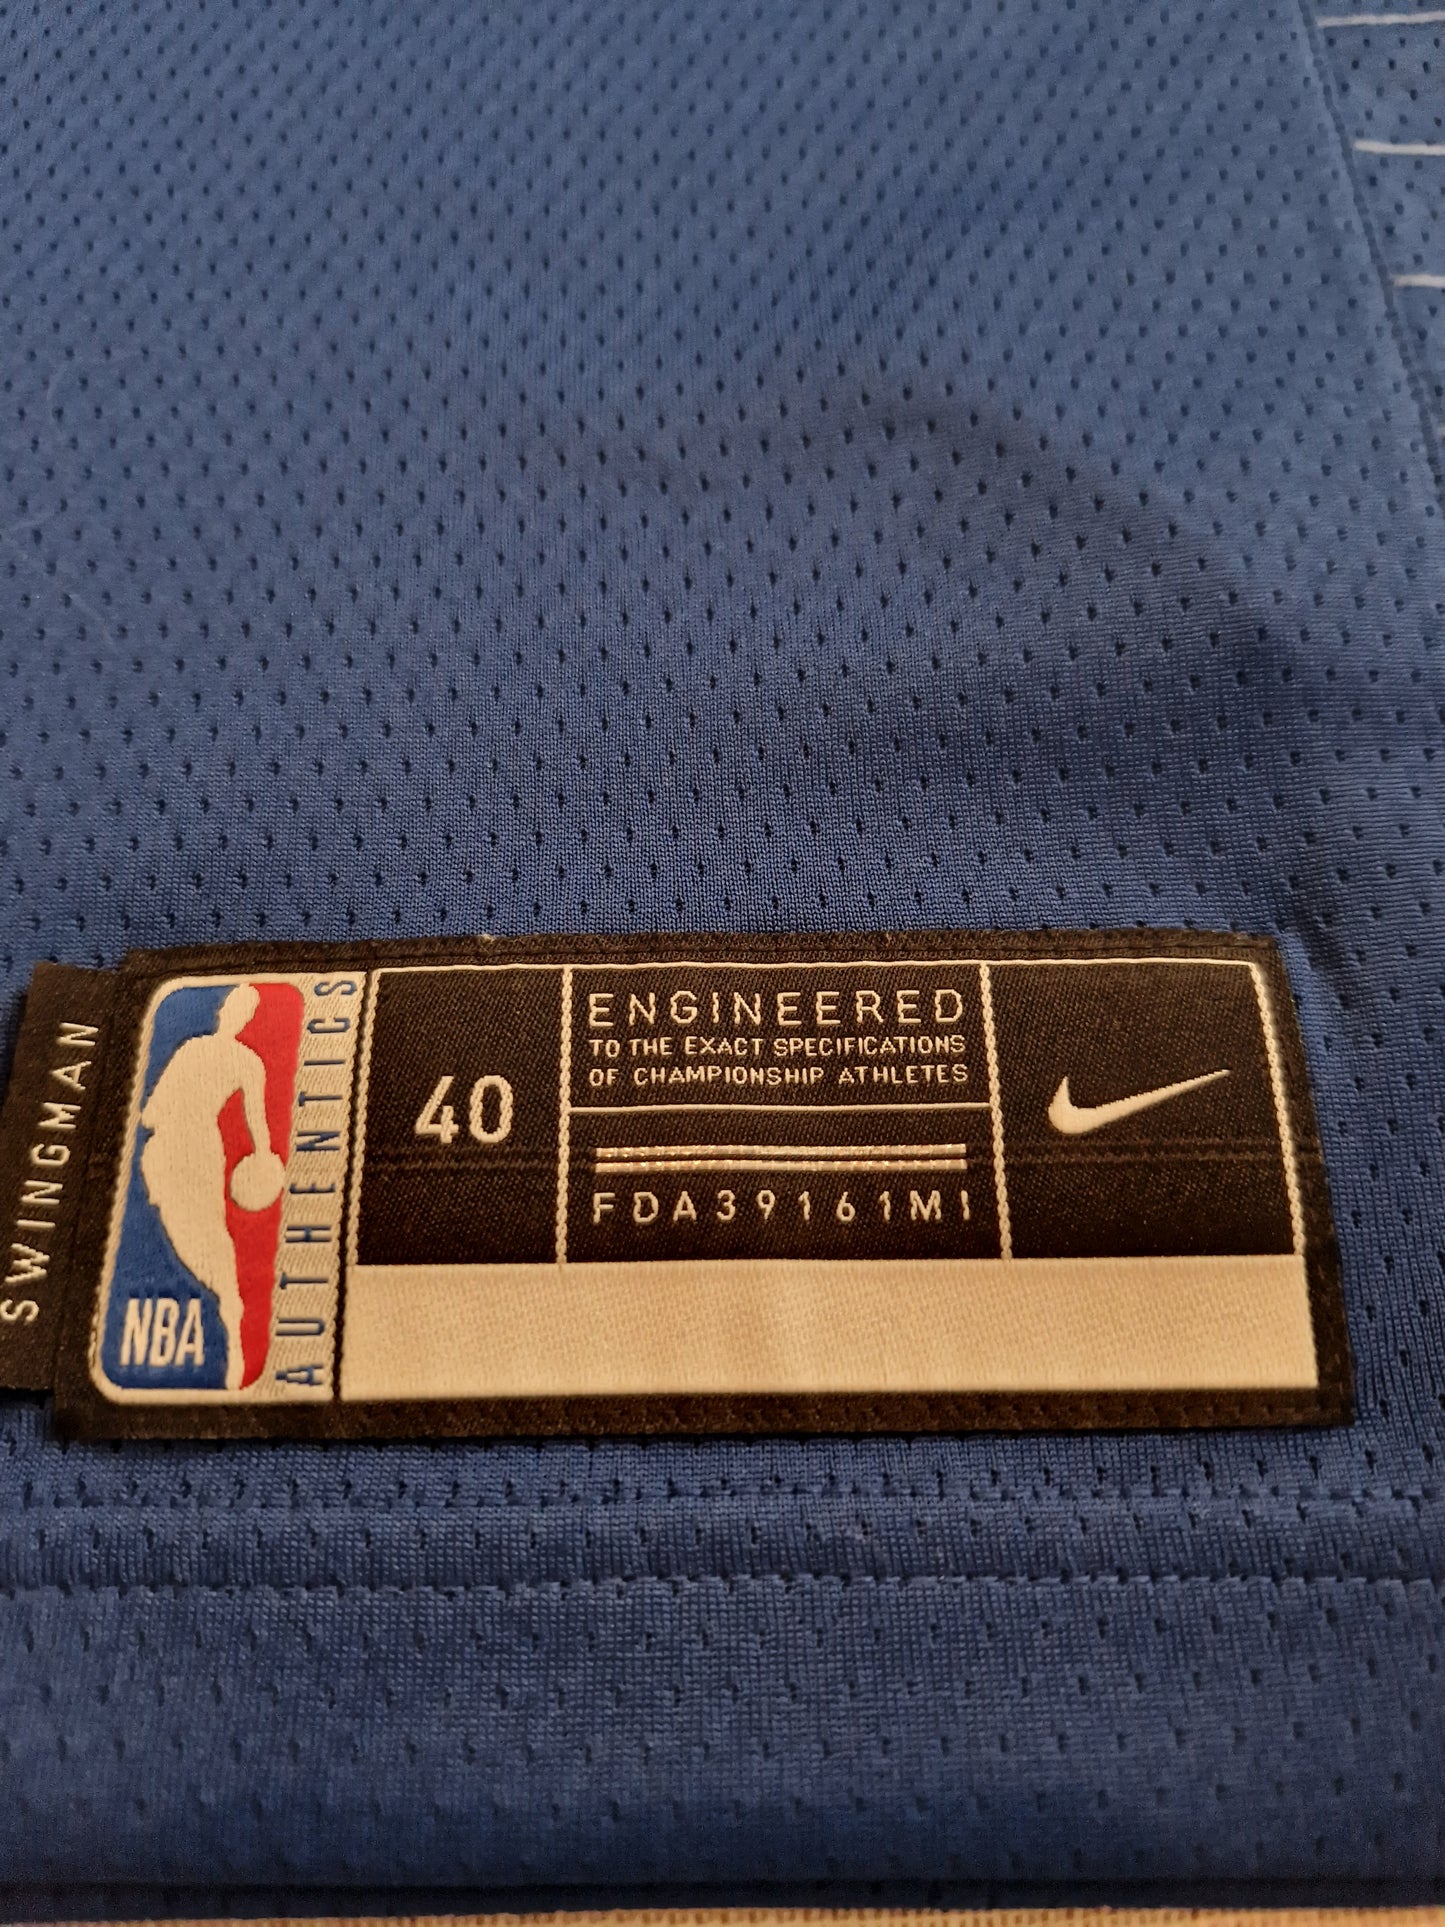 SWINGMAN
NBA
AUTHENTICS
40
ENGINEERED
TO THE EXACT SPECIFICATIONS
OF CHAMPIONSHIP ATHLETES
FDA39161MI